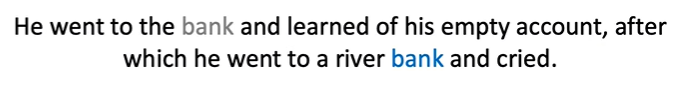 He went to the bank and learned of his empty account, after
which he went to a river bank and cried.